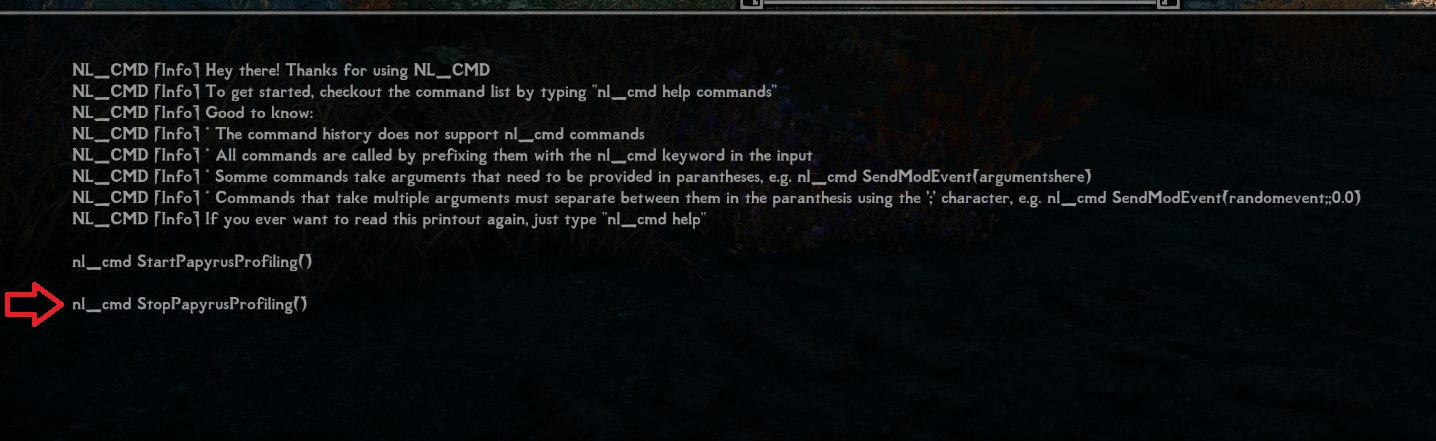 NL_CMD [Info] Hey there! Thanks for using NL_CMD
NL_CMD [Info] To get started, checkout the command list by typing "nl_cmd help commands"
NL_CMD [Info] Good to know:
NL_CMD [Info] * The command history does not support nl_cmd commands
NL_CMD [Info] * All commands are called by prefixing them with the nl_cmd keyword in the input
NL_CMD [Info] * Somme commands take arguments that need to be provided in parantheses, e.g. nl_cmd SendModEvent(argumentshere)
NL_CMD [Info] * Commands that take multiple arguments must separate between them in the paranthesis using the ';' character, e.g. nl_cmd SendModEvent(randomevent;;0.0)
NL_CMD [Info] If you ever want to read this printout again, just type "nl_cmd help"
nl_cmd StartPapyrusProfiling()
nl_cmd StopPapyrusProfiling()